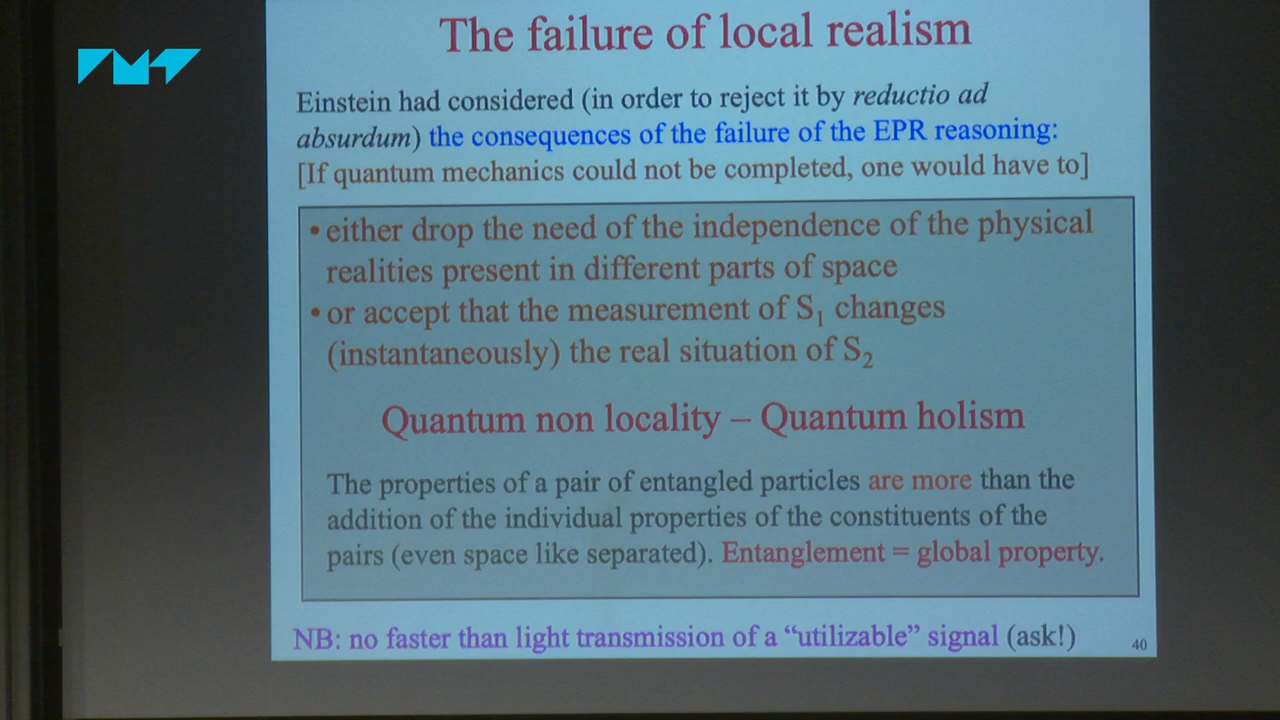 The failure of local realism
Einstein had considered (in order to reject it by reductio ad
absurdum) the consequences of the failure of the EPR reasoning:
[If quantum mechanics could not be completed, one would have to]
• either drop the need of the independence of the physical
realities present in different parts of space
• or accept that the measurement of S₁ changes
(instantaneously) the real situation of S₂
Quantum non locality – Quantum holism
The properties of a pair of entangled particles are more than the
addition of the individual properties of the constituents of the
pairs (even space like separated). Entanglement = global property.
NB: no faster than light transmission of a “utilizable” signal (ask!)
40